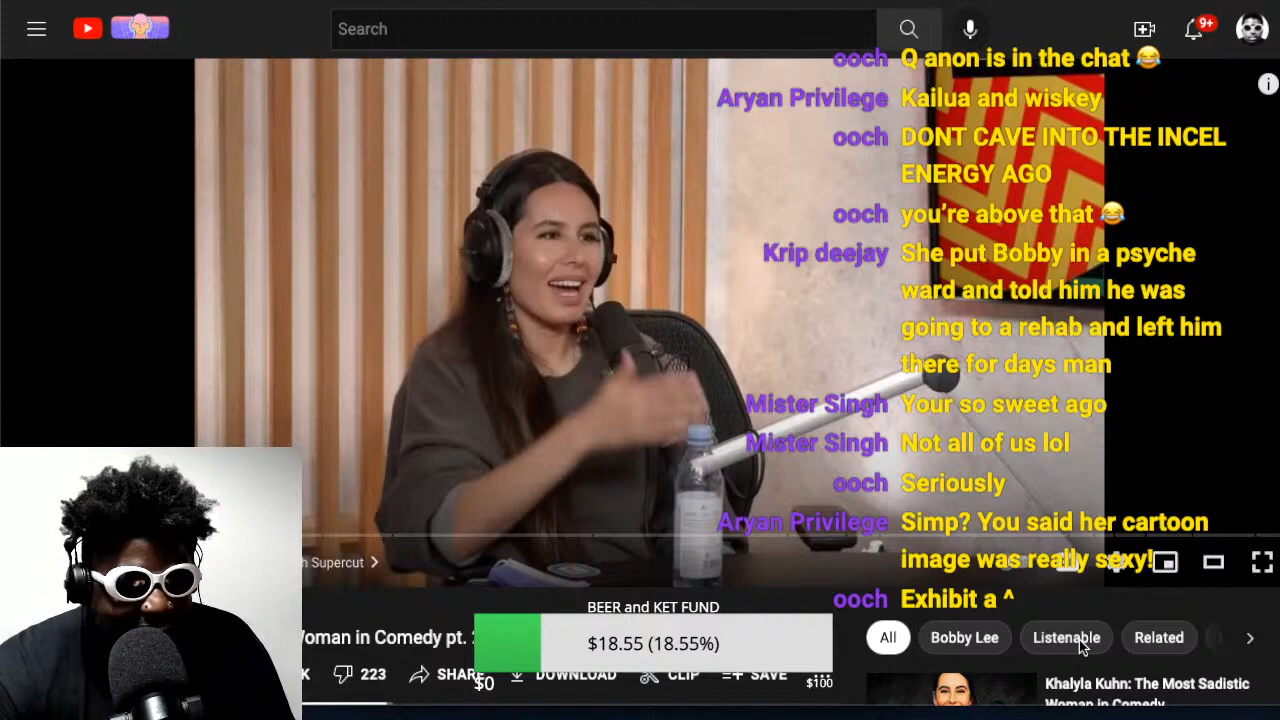 Search
9+
ooch Q anon is in the chat 😂
Aryan Privilege Kailua and wiskey
ooch DONT CAVE INTO THE INCEL
ENERGY AGO
ooch you're above that 😂
Krip deejay She put Bobby in a psyche
ward and told him he was
going to a rehab and left him
there for days man
Mister Singh Your so sweet ago
Mister Singh Not all of us lol
ooch Seriously
Aryan Privilege Simp? You said her cartoon
image was really sexy!
ooch Exhibit a ^
h Supercut
BEER and KET FUND
$18.55 (18.55%)
$0
$100
Woman in Comedy pt.
K 223 SHARE DOWNLOAD CLIP SAVE
All Bobby Lee Listenable Related
Khalyla Kuhn: The Most Sadistic
Woman in Comedy